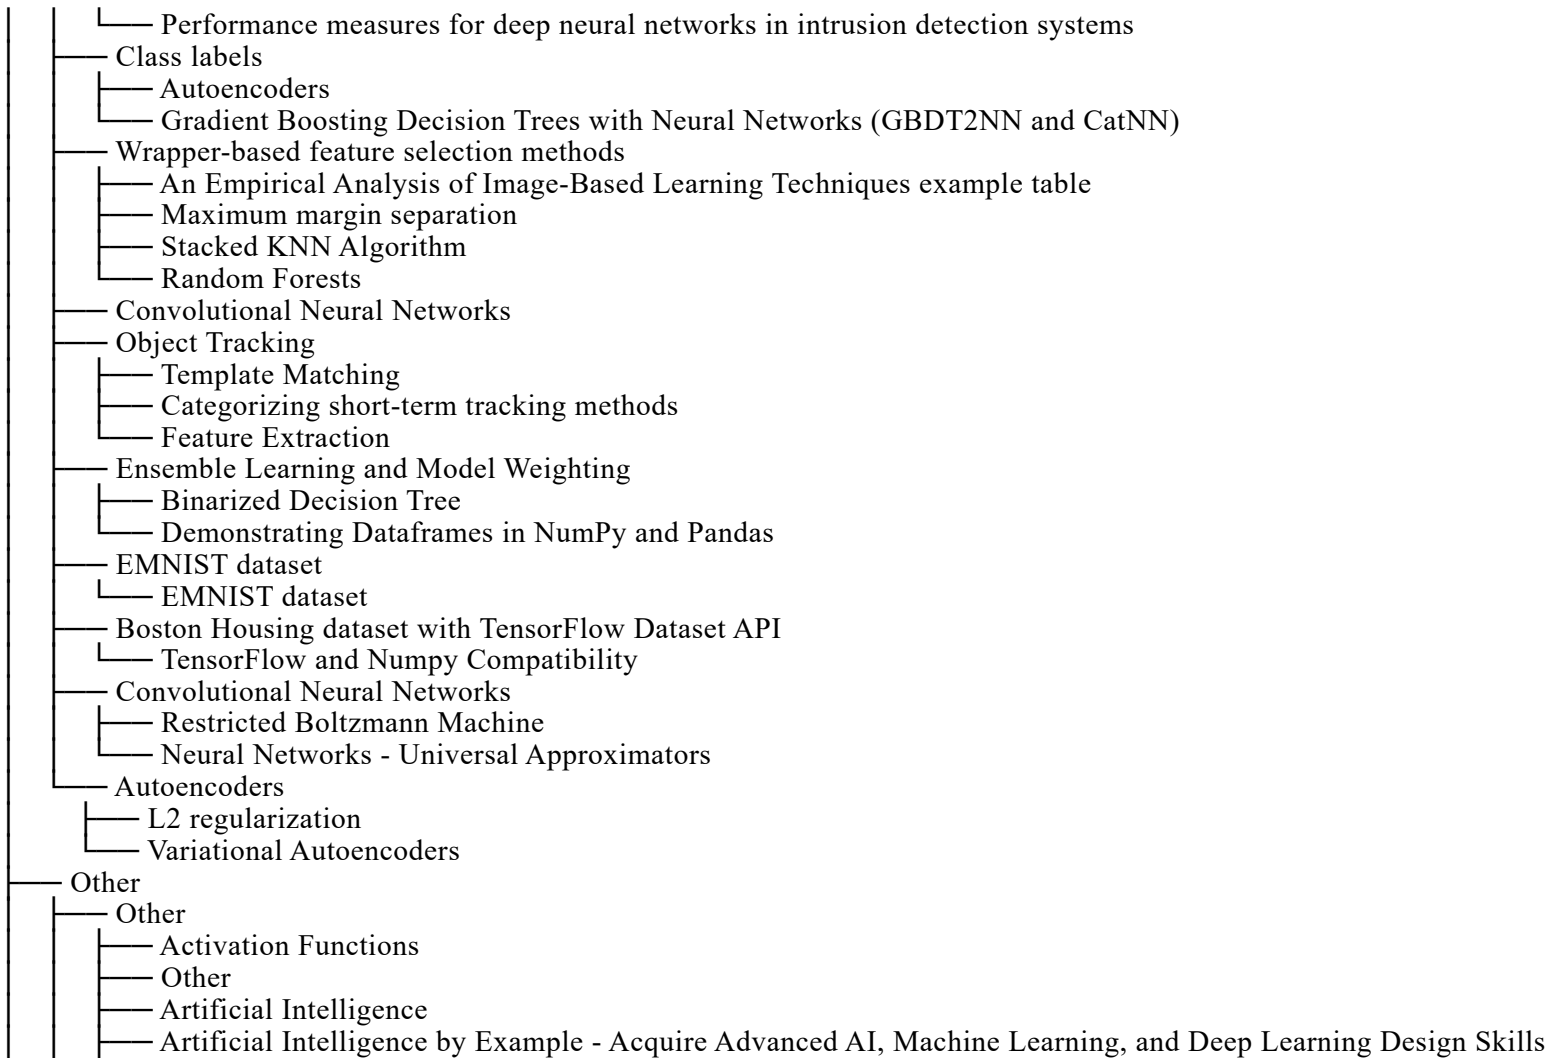 Performance measures for deep neural networks in intrusion detection systems
Class labels
Autoencoders
Gradient Boosting Decision Trees with Neural Networks (GBDT2NN and CatNN)
Wrapper-based feature selection methods
An Empirical Analysis of Image-Based Learning Techniques example table
Maximum margin separation
Stacked KNN Algorithm
Random Forests
Convolutional Neural Networks
Object Tracking
Template Matching
Categorizing short-term tracking methods
Feature Extraction
Ensemble Learning and Model Weighting
Binarized Decision Tree
Demonstrating Dataframes in NumPy and Pandas
EMNIST dataset
EMNIST dataset
Boston Housing dataset with TensorFlow Dataset API
TensorFlow and Numpy Compatibility
Convolutional Neural Networks
Restricted Boltzmann Machine
Neural Networks - Universal Approximators
Autoencoders
L2 regularization
Variational Autoencoders
Other
Other
Activation Functions
Other
Artificial Intelligence
Artificial Intelligence by Example - Acquire Advanced AI, Machine Learning, and Deep Learning Design Skills